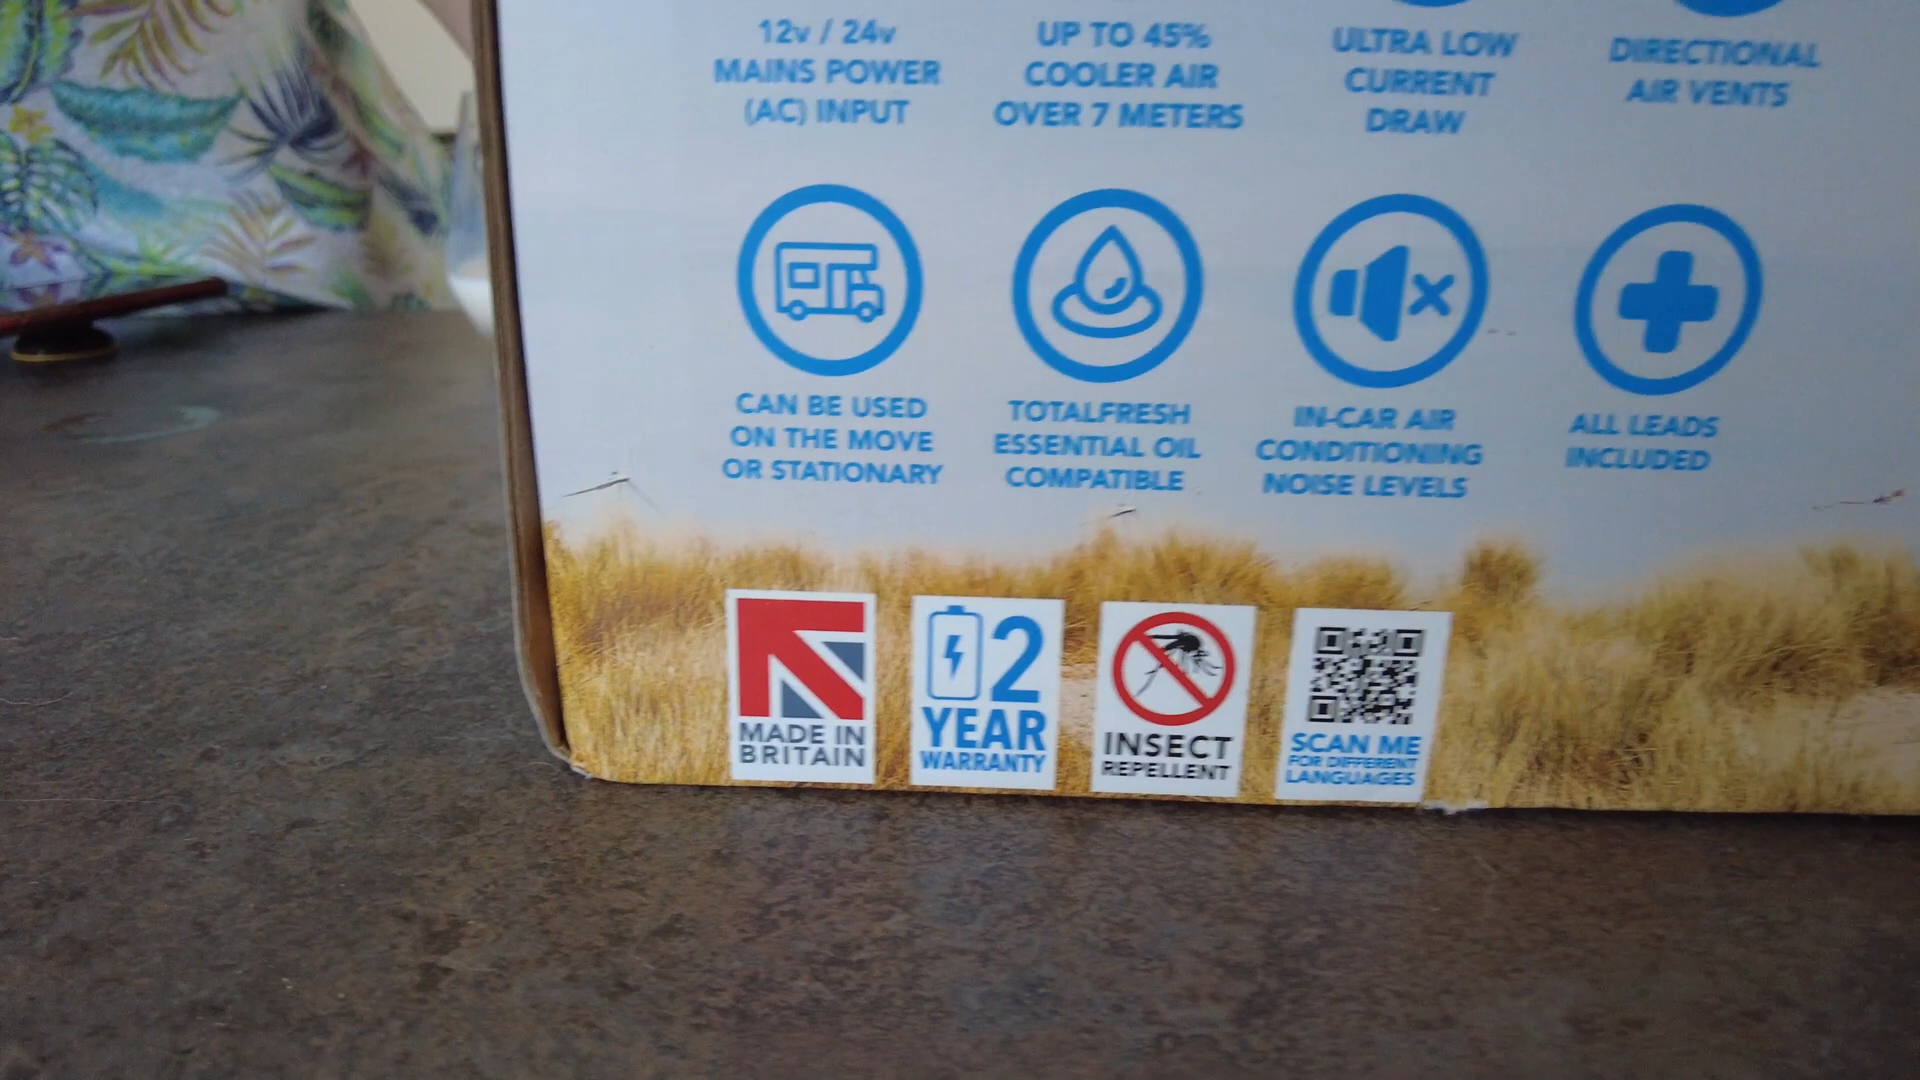 12v / 24v
MAINS POWER
(AC) INPUT
UP TO 45%
COOLER AIR
OVER 7 METERS
ULTRA LOW
CURRENT
DRAW
DIRECTIONAL
AIR VENTS
CAN BE USED
ON THE MOVE
OR STATIONARY
TOTALFRESH
ESSENTIAL OIL
COMPATIBLE
IN-CAR AIR
CONDITIONING
NOISE LEVELS
ALL LEADS
INCLUDED
MADE IN
BRITAIN
2
YEAR
WARRANTY
INSECT
REPELLENT
SCAN ME
FOR DIFFERENT
LANGUAGES